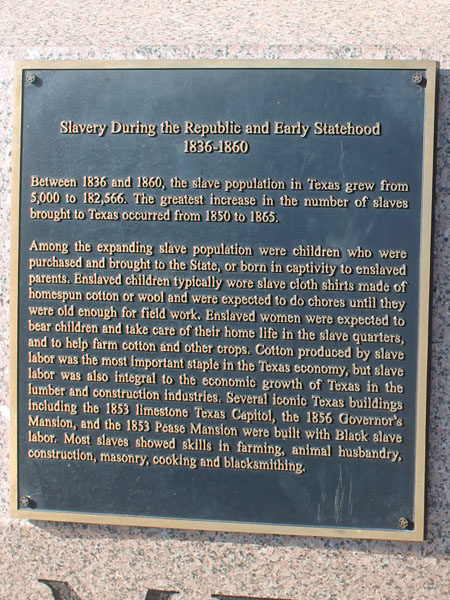 Slavery During the Republic and Early Statehood
1836-1860
Between 1836 and 1860, the slave population in Texas grew from
5,000 to 182,566. The greatest increase in the number of slaves
brought to Texas occurred from 1850 to 1865.
Among the expanding slave population were children who were
purchased and brought to the State, or born in captivity to enslaved
parents. Enslaved children typically wore slave cloth shirts made of
homespun cotton or wool and were expected to do chores until they
were old enough for field work. Enslaved women were expected to
bear children and take care of their home life in the slave quarters,
and to help farm cotton and other crops. Cotton produced by slave
labor was the most important staple in the Texas economy, but slave
labor was also integral to the economic growth of Texas in the
lumber and construction industries. Several iconic Texas buildings
including the 1853 limestone Texas Capitol, the 1856 Governor's
Mansion, and the 1853 Pease Mansion were built with Black slave
labor. Most slaves showed skills in farming, animal husbandry,
construction, masonry, cooking and blacksmithing.